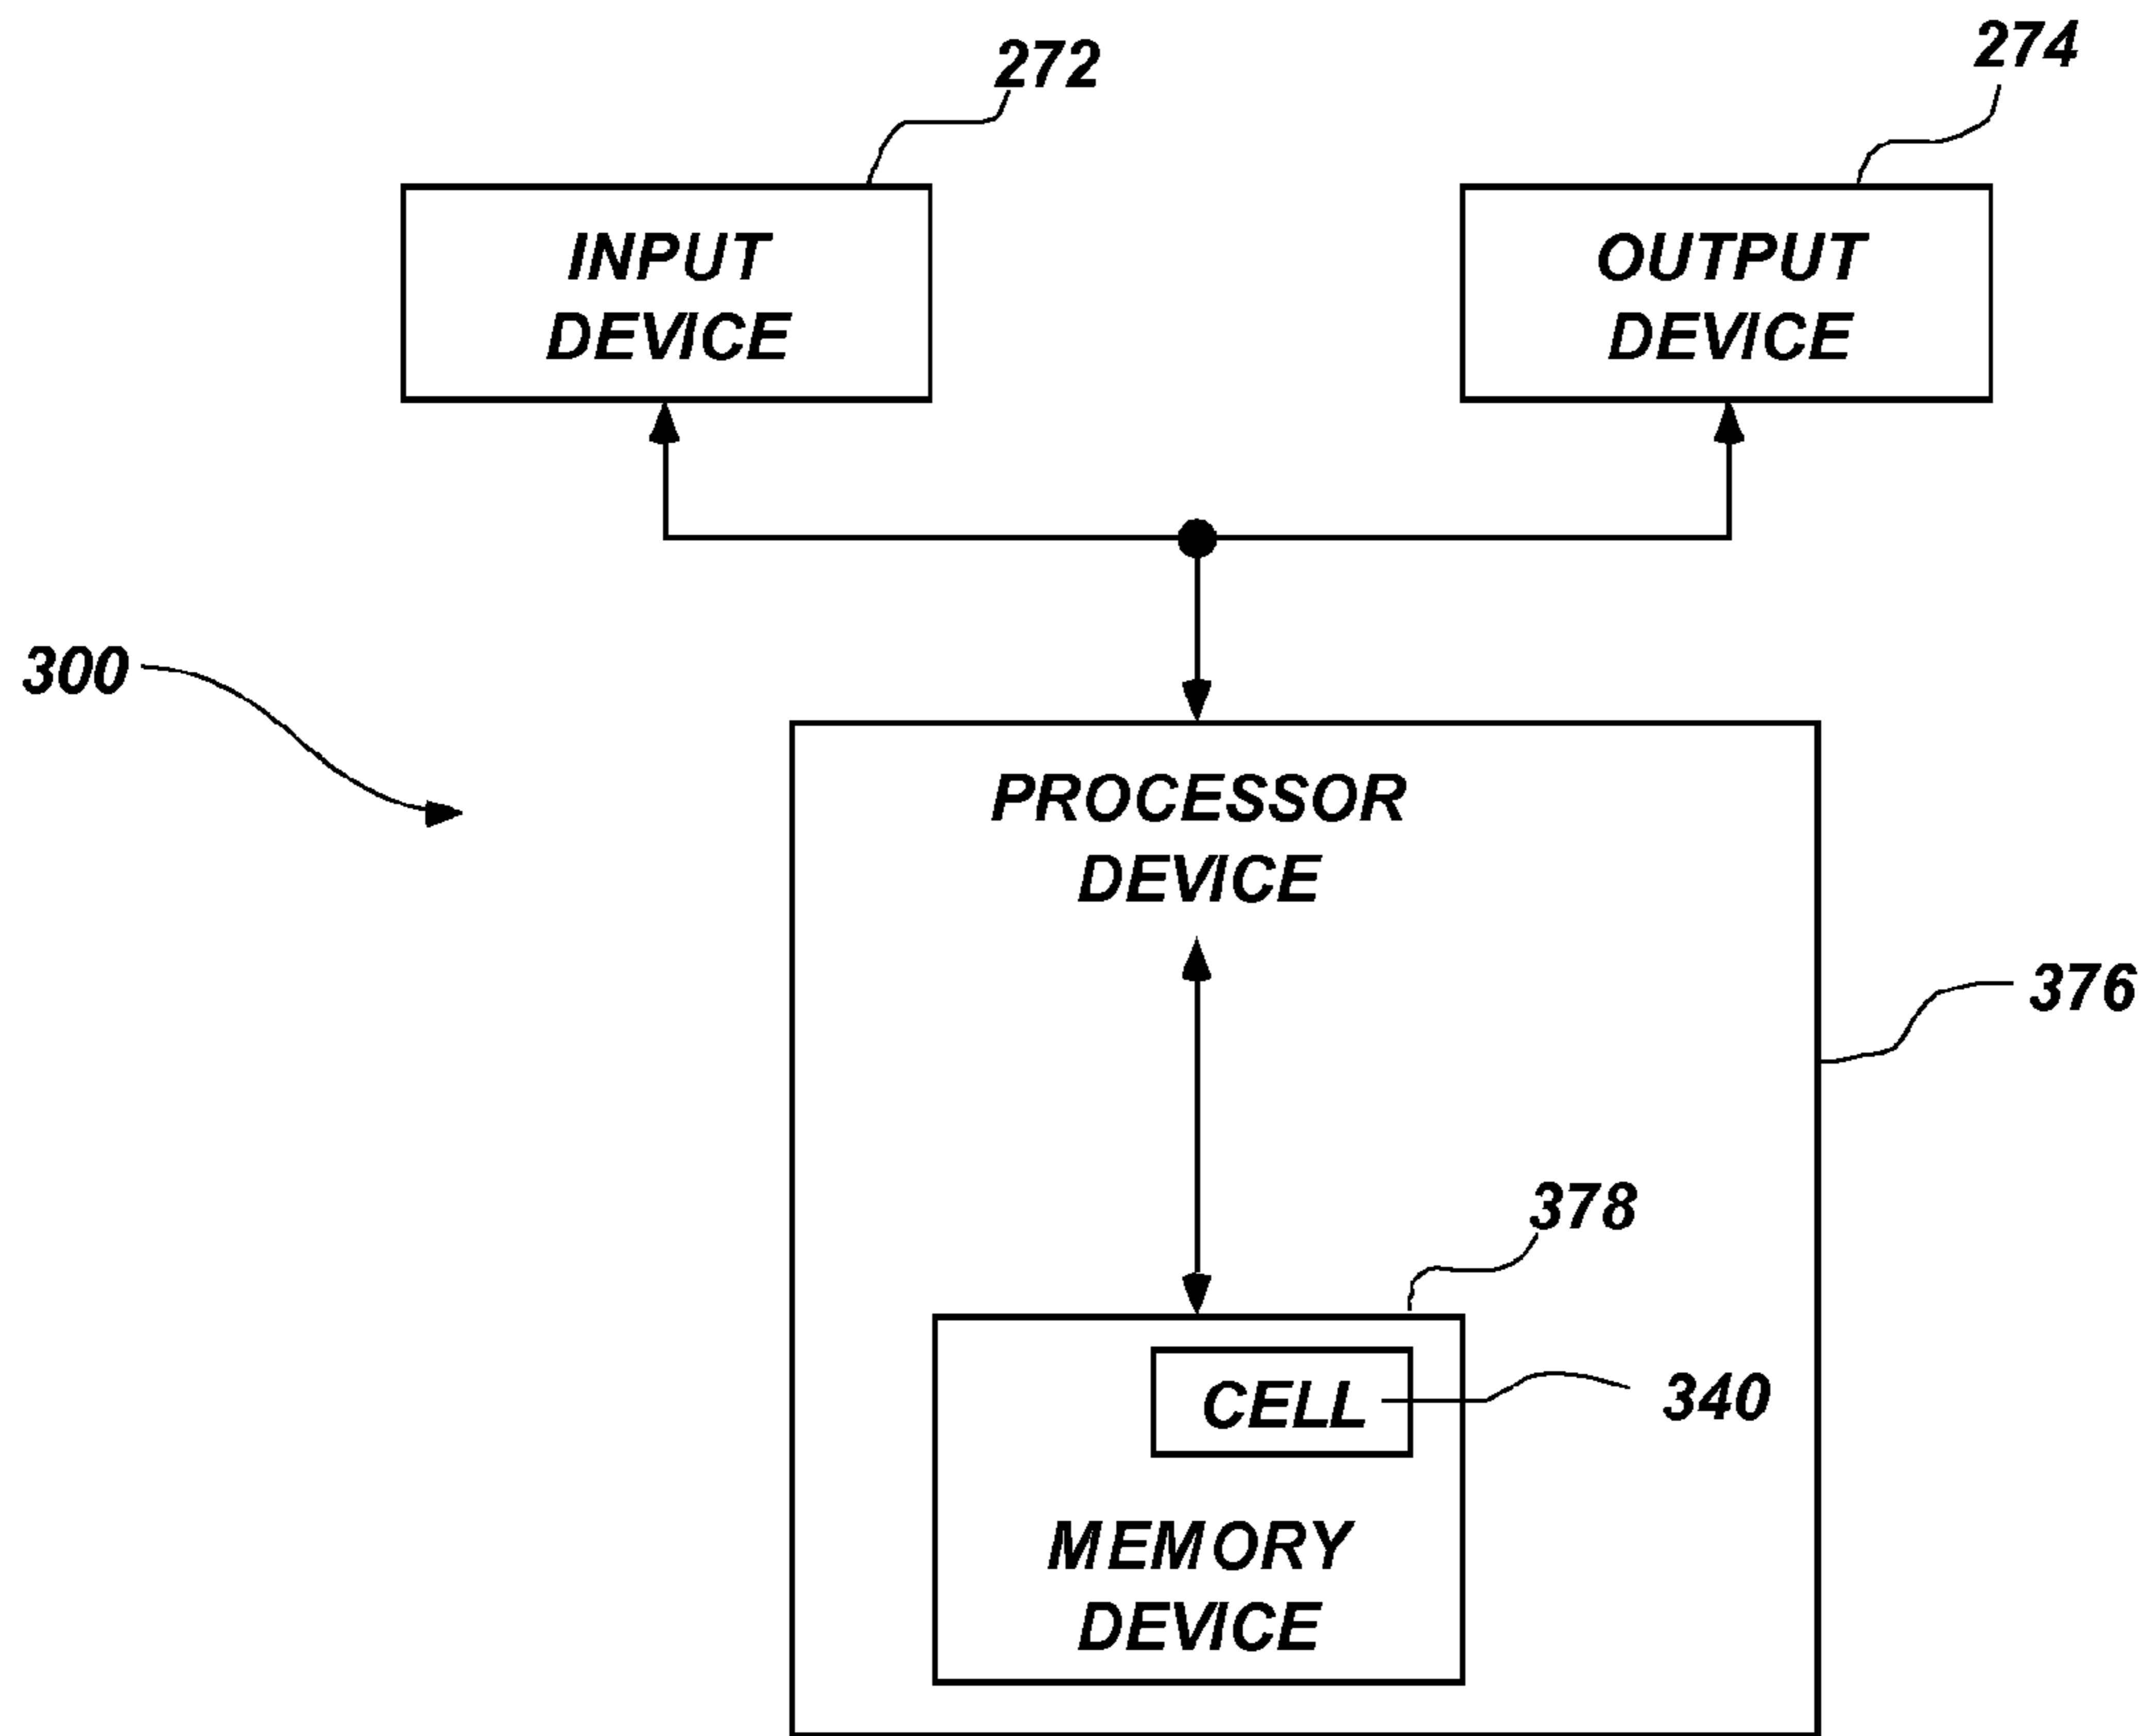 272
274
INPUT
DEVICE
OUTPUT
DEVICE
300
PROCESSOR
DEVICE
376
378
CELL
340
MEMORY
DEVICE